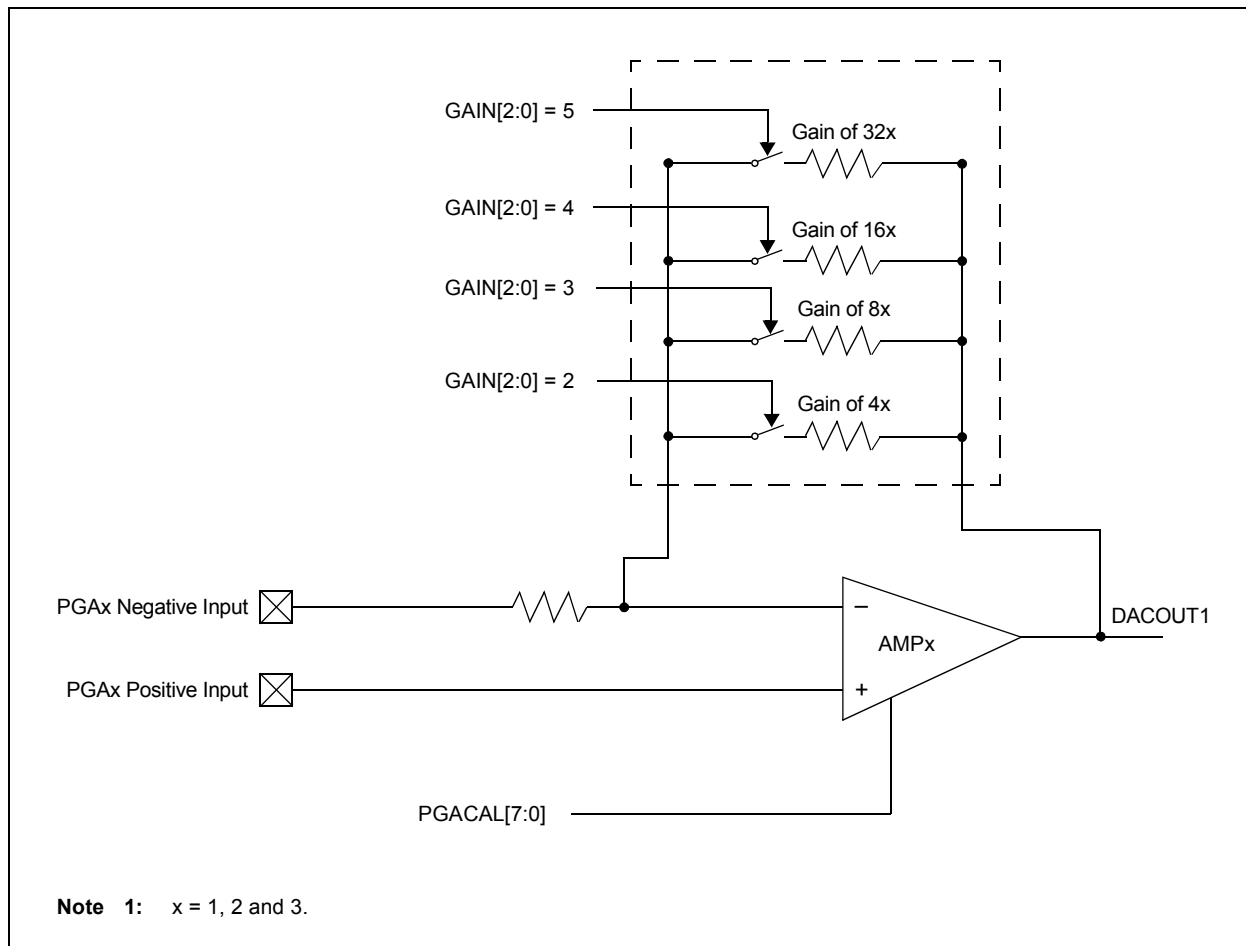 GAIN[2:0] = 5
Gain of 32x
GAIN[2:0] = 4
Gain of 16x
GAIN[2:0] = 3
Gain of 8x
GAIN[2:0] = 2
Gain of 4x
PGAx Negative Input
–
DACOUT1
AMPx
PGAx Positive Input
+
PGACAL[7:0]
Note 1: x = 1, 2 and 3.